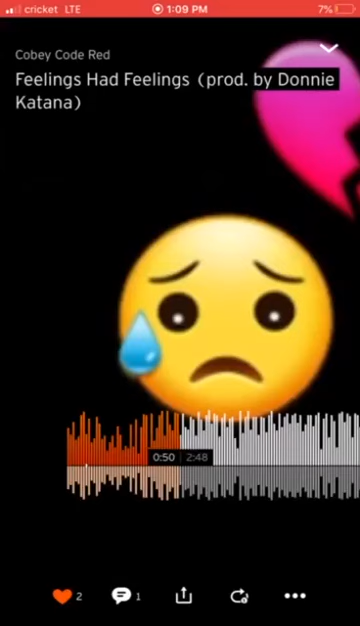 cricket LTE 1:09 PM 7%
Cobey Code Red
Feelings Had Feelings (prod. by Donnie
Katana)
0:50 2:48
2 1